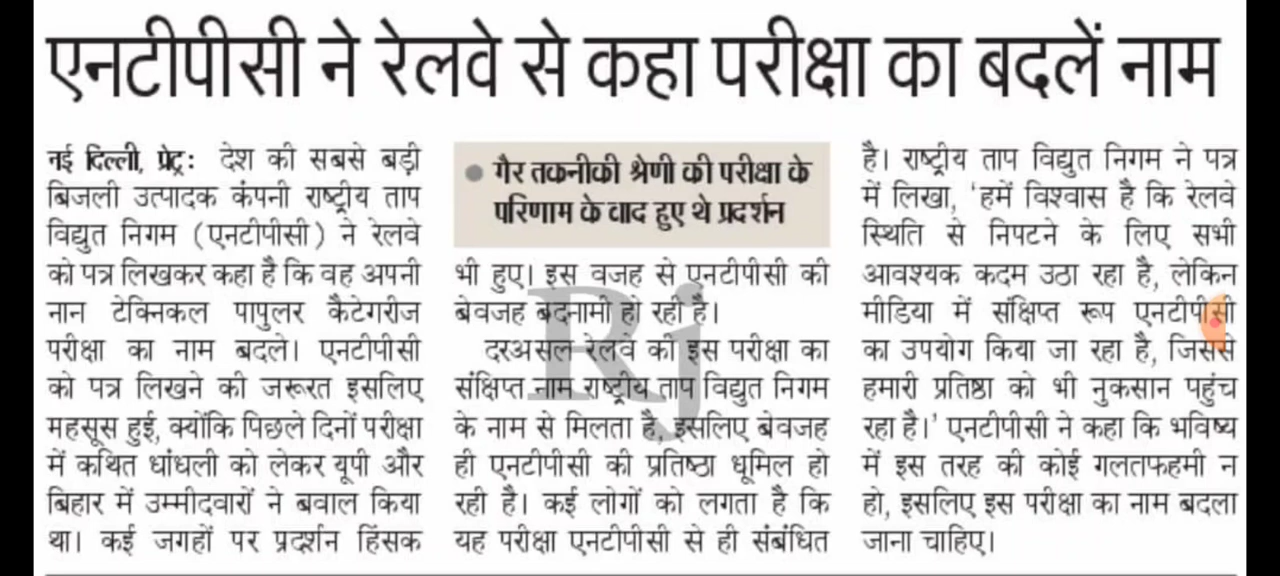 एनटीपीसी ने रेलवे से कहा परीक्षा का बदलें नाम
नई दिल्ली, प्रेट्र: देश की सबसे बड़ी
बिजली उत्पादक कंपनी राष्ट्रीय ताप
विद्युत निगम (एनटीपीसी) ने रेलवे
को पत्र लिखकर कहा है कि वह अपनी
नान टेक्निकल पापुलर कैटेगरीज
परीक्षा का नाम बदले। एनटीपीसी
को पत्र लिखने की जरूरत इसलिए
महसूस हुई, क्योंकि पिछले दिनों परीक्षा
में कथित धांधली को लेकर यूपी और
बिहार में उम्मीदवारों ने बवाल किया
था। कई जगहों पर प्रदर्शन हिंसक
● गैर तकनीकी श्रेणी की परीक्षा के
परिणाम के बाद हुए थे प्रदर्शन
भी हुए। इस वजह से एनटीपीसी की
बेवजह बदनामी हो रही है।
दरअसल रेलवे की इस परीक्षा का
संक्षिप्त नाम राष्ट्रीय ताप विद्युत निगम
के नाम से मिलता है, इसलिए बेवजह
ही एनटीपीसी की प्रतिष्ठा धूमिल हो
रही है। कई लोगों को लगता है कि
यह परीक्षा एनटीपीसी से ही संबंधित
है। राष्ट्रीय ताप विद्युत निगम ने पत्र
में लिखा, 'हमें विश्वास है कि रेलवे
स्थिति से निपटने के लिए सभी
आवश्यक कदम उठा रहा है, लेकिन
मीडिया में संक्षिप्त रूप एनटीपीसी
का उपयोग किया जा रहा है, जिससे
हमारी प्रतिष्ठा को भी नुकसान पहुंच
रहा है।' एनटीपीसी ने कहा कि भविष्य
में इस तरह की कोई गलतफहमी न
हो, इसलिए इस परीक्षा का नाम बदला
जाना चाहिए।
Rj